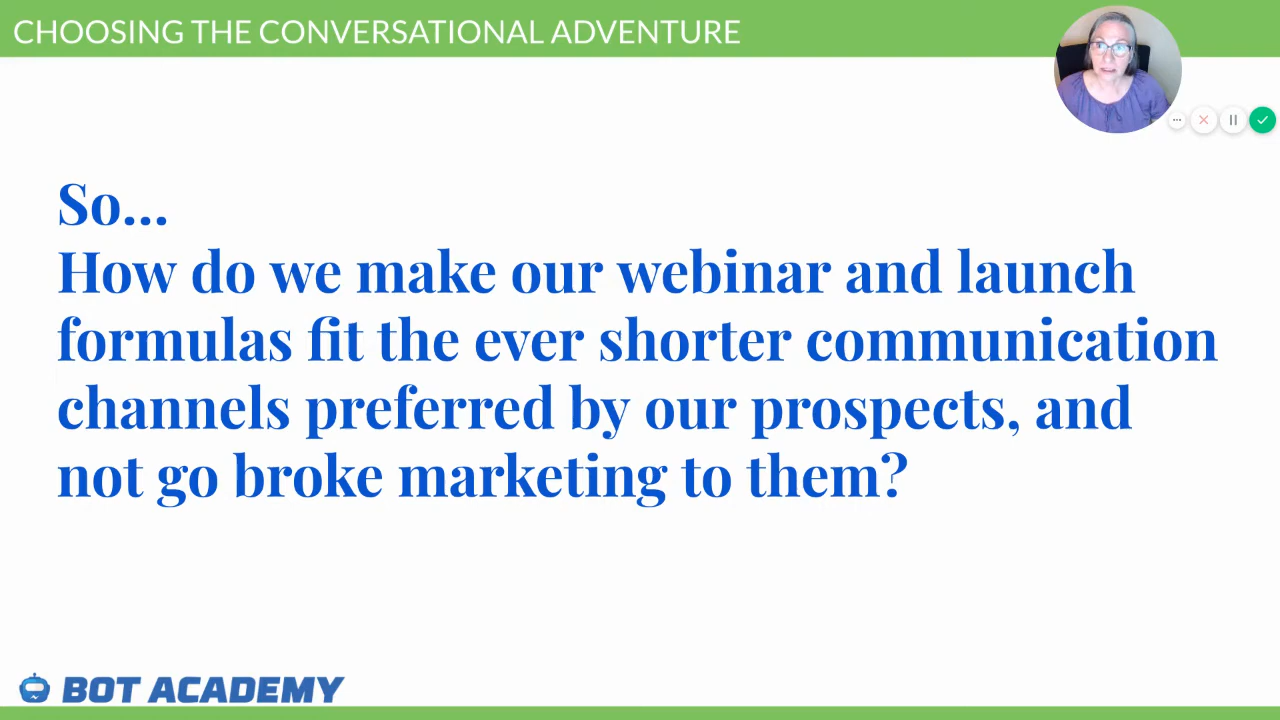 CHOOSING THE CONVERSATIONAL ADVENTURE
So...
How do we make our webinar and launch
formulas fit the ever shorter communication
channels preferred by our prospects, and
not go broke marketing to them?
BOT ACADEMY